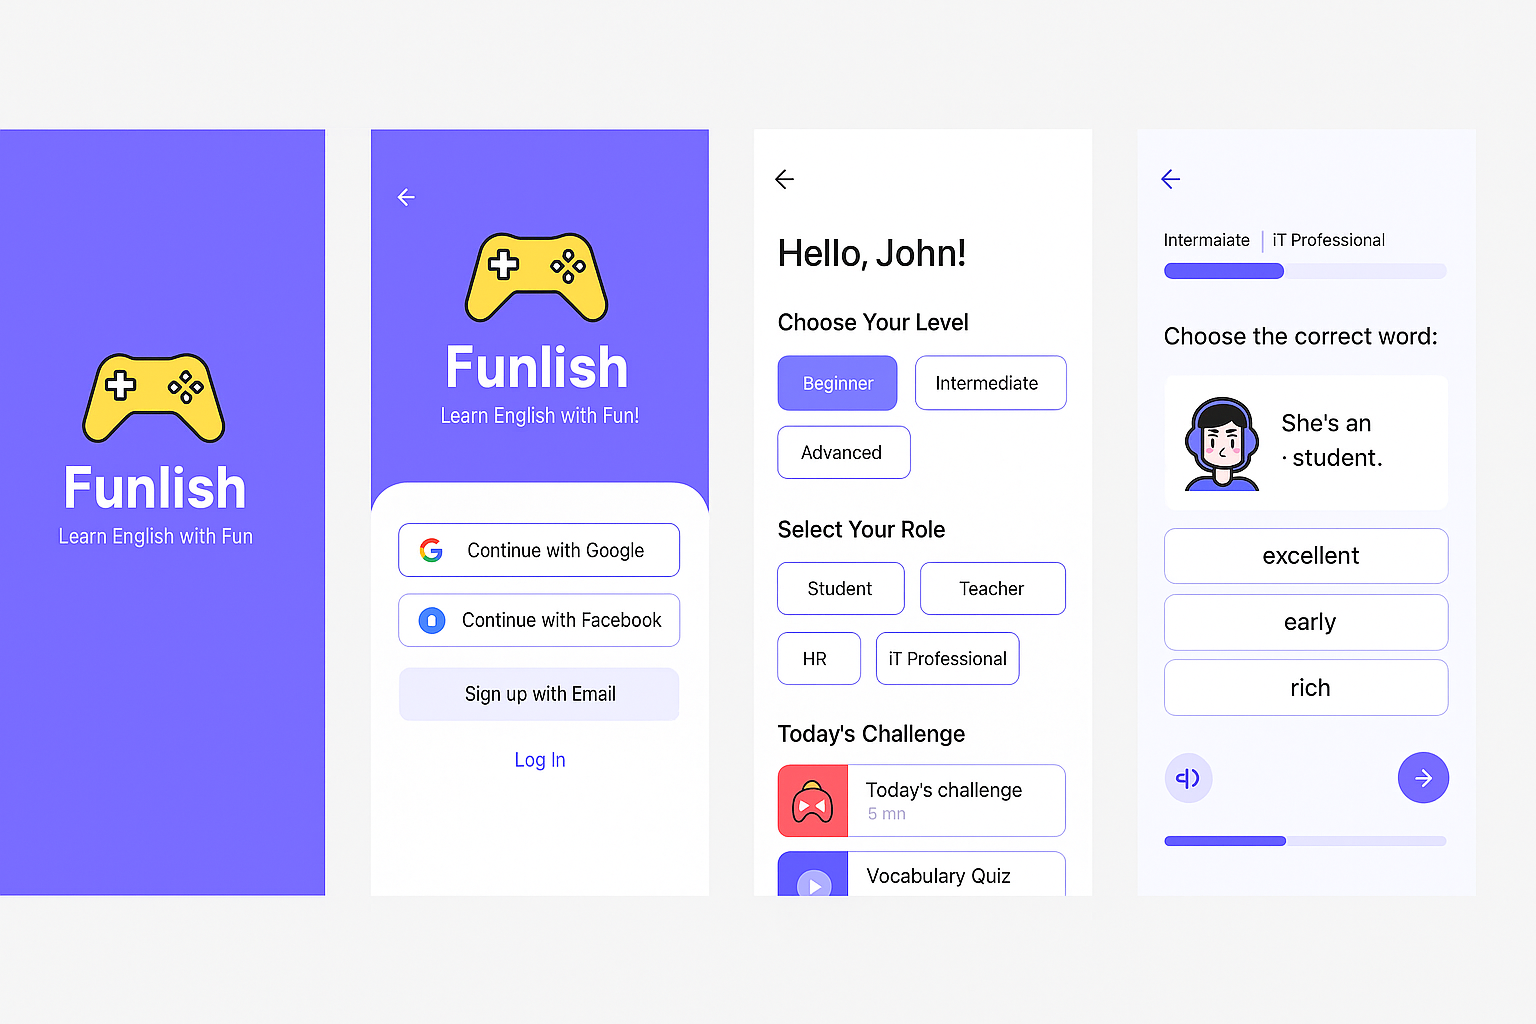 Funlish
Learn English with Fun
Funlish
Learn English with Fun!
Continue with Google
Continue with Facebook
Sign up with Email
Log In
Hello, John!
Choose Your Level
Beginner
Intermediate
Advanced
Select Your Role
Student
Teacher
HR
iT Professional
Today's Challenge
Today's challenge
5 mn
Vocabulary Quiz
Intermaiate | iT Professional
Choose the correct word:
She's an
· student.
excellent
early
rich